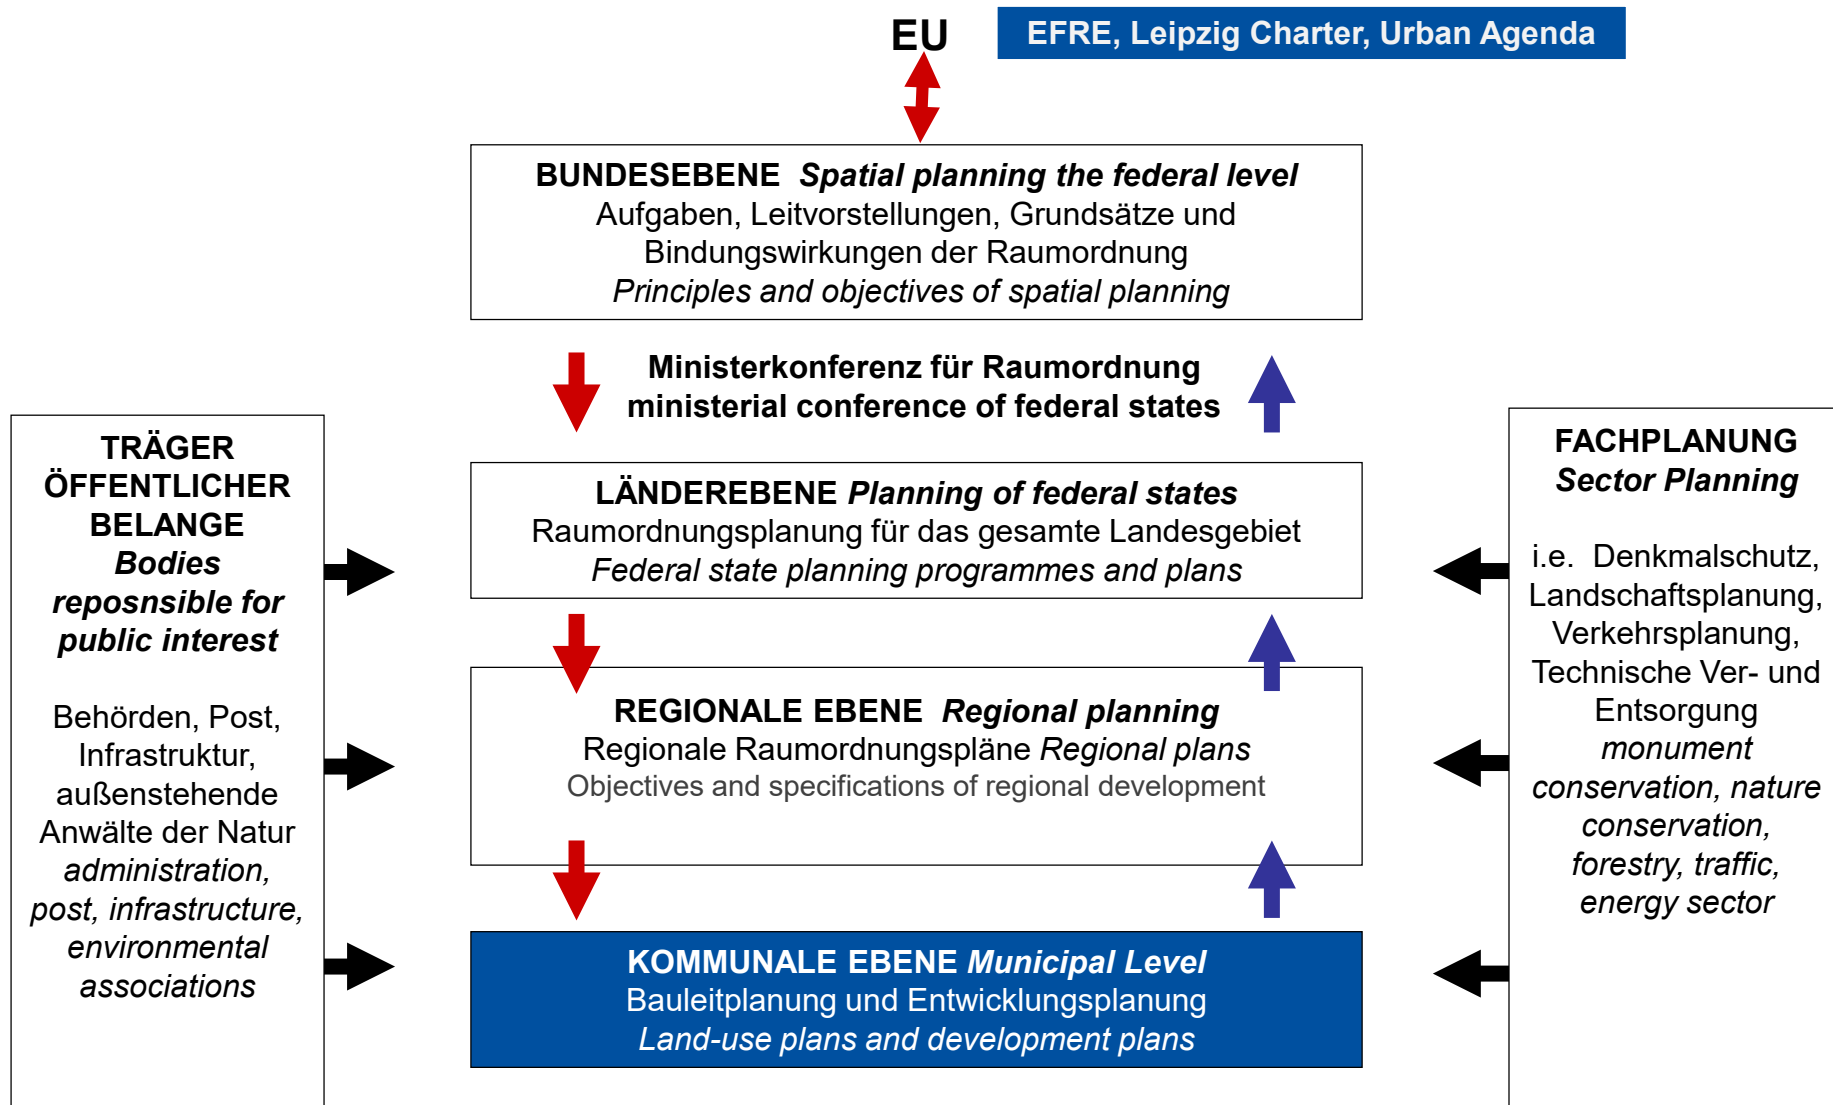 EU
EFRE, Leipzig Charter, Urban Agenda
BUNDESEBENE Spatial planning the federal level
Aufgaben, Leitvorstellungen, Grundsätze und
Bindungswirkungen der Raumordnung
Principles and objectives of spatial planning
Ministerkonferenz für Raumordnung
ministerial conference of federal states
TRÄGER
ÖFFENTLICHER
BELANGE
Bodies
reposnsible for
public interest
Behörden, Post,
Infrastruktur,
außenstehende
Anwälte der Natur
administration,
post, infrastructure,
environmental
associations
LÄNDEREBENE Planning of federal states
Raumordnungsplanung für das gesamte Landesgebiet
Federal state planning programmes and plans
REGIONALE EBENE Regional planning
Regionale Raumordnungspläne Regional plans
Objectives and specifications of regional development
KOMMUNALE EBENE Municipal Level
Bauleitplanung und Entwicklungsplanung
Land-use plans and development plans
FACHPLANUNG
Sector Planning
i.e. Denkmalschutz,
Landschaftsplanung,
Verkehrsplanung,
Technische Ver- und
Entsorgung
monument
conservation, nature
conservation,
forestry, traffic,
energy sector